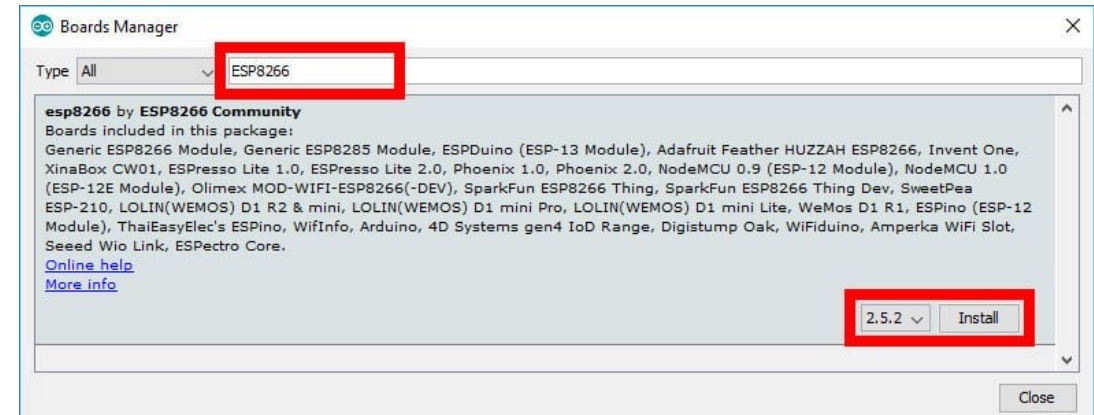 Boards Manager
Type All ESP8266
esp8266 by ESP8266 Community
Boards included in this package:
Generic ESP8266 Module, Generic ESP8285 Module, ESPDuino (ESP-13 Module), Adafruit Feather HUZZAH ESP8266, Invent One,
XinaBox CW01, ESPresso Lite 1.0, ESPresso Lite 2.0, Phoenix 1.0, Phoenix 2.0, NodeMCU 0.9 (ESP-12 Module), NodeMCU 1.0
(ESP-12E Module), Olimex MOD-WIFI-ESP8266(-DEV), SparkFun ESP8266 Thing, SparkFun ESP8266 Thing Dev, SweetPea
ESP-210, LOLIN(WEMOS) D1 R2 & mini, LOLIN(WEMOS) D1 mini Pro, LOLIN(WEMOS) D1 mini Lite, WeMos D1 R1, ESPino (ESP-12
Module), ThaiEasyElec's ESPino, WifInfo, Arduino, 4D Systems gen4 IoD Range, Digistump Oak, WiFiduino, Amperka WiFi Slot,
Seeed Wio Link, ESPectro Core.
Online help
More info
2.5.2 Install
Close